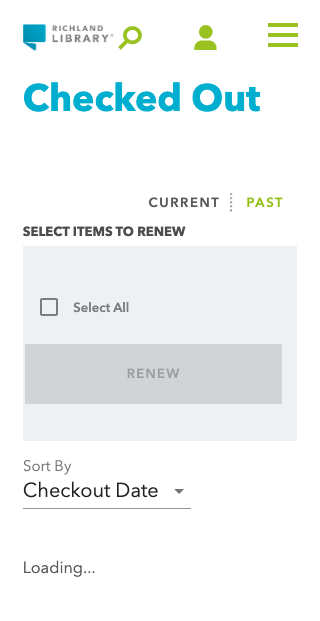 RICHLAND
LIBRARY
Checked Out
CURRENT PAST
SELECT ITEMS TO RENEW
Select All
RENEW
Sort By
Checkout Date
Loading...